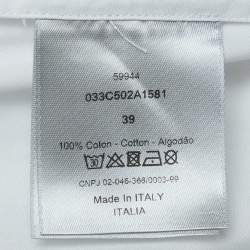 59944
033C502A1581
39
100% Coton - Cotton - Algodão
CNPJ 02-045-368/0003-99
Made in ITALY
ITALIA